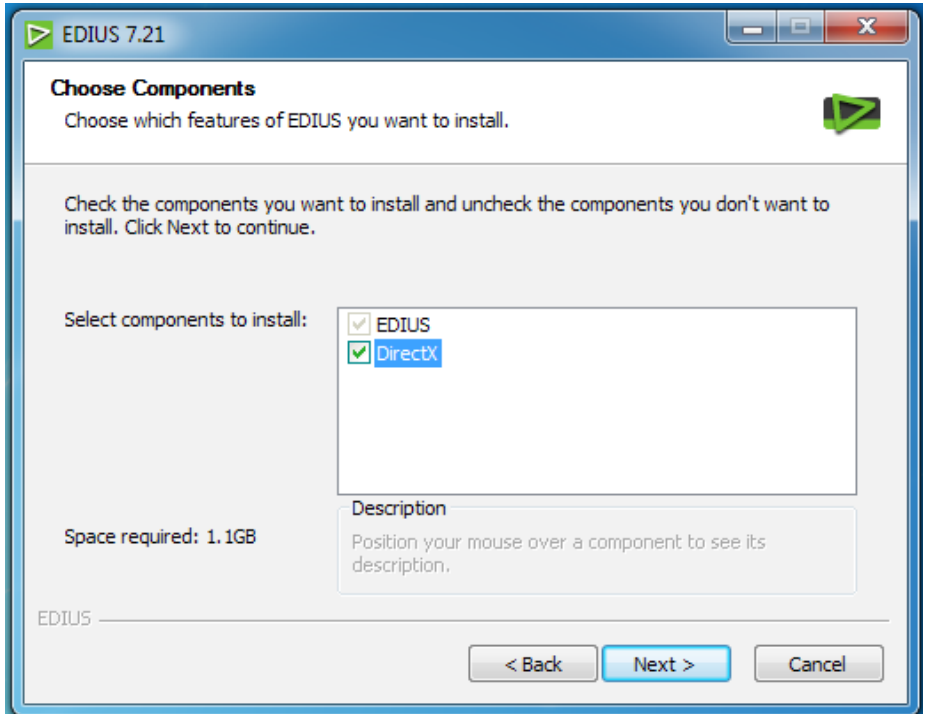 EDIUS 7.21
Choose Components
Choose which features of EDIUS you want to install.
Check the components you want to install and uncheck the components you don't want to
install. Click Next to continue.
Select components to install:
EDIUS
DirectX
Space required: 1.1GB
Description
Position your mouse over a component to see its
description.
EDIUS
< Back
Next >
Cancel